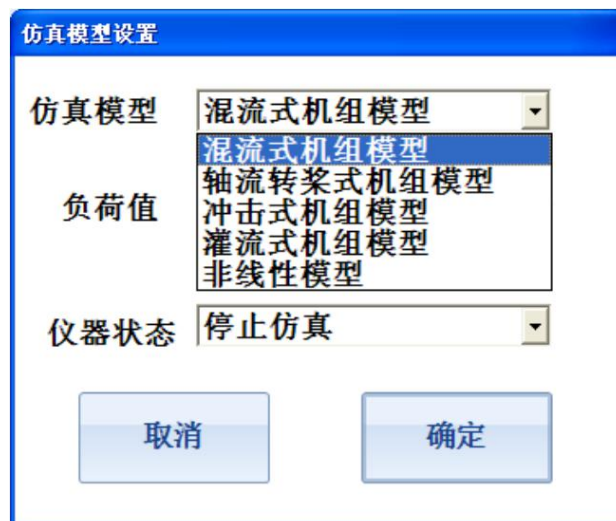 仿真模型设置
仿真模型 混流式机组模型
混流式机组模型
轴流转桨式机组模型
负荷值
冲击式机组模型
灌流式机组模型
非线性模型
仪器状态 停止仿真
取消 确定